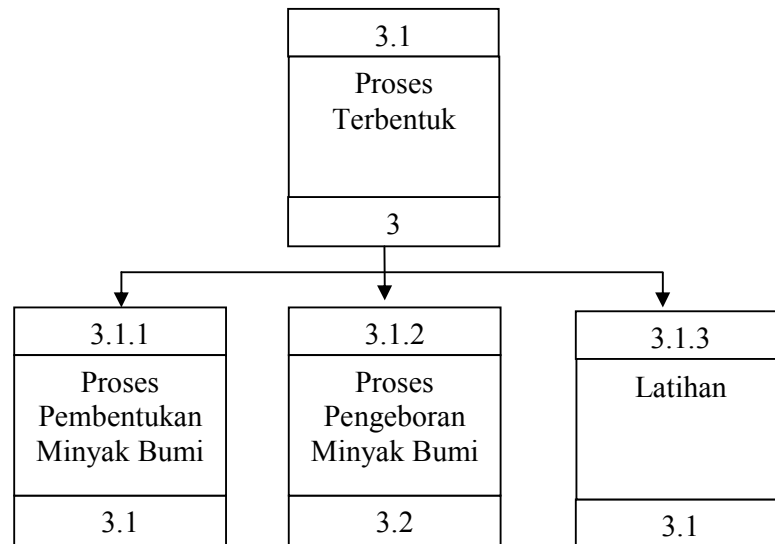 3.1
Proses
Terbentuk
3
3.1.1
Proses
Pembentukan
Minyak Bumi
3.1
3.1.2
Proses
Pengeboran
Minyak Bumi
3.2
3.1.3
Latihan
3.1